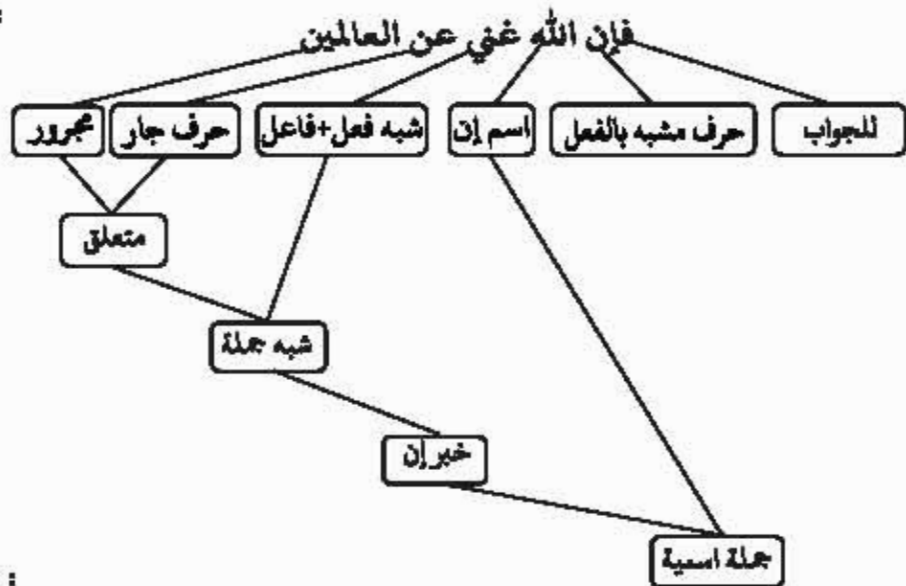 فإن الله غني عن العالمين
للجواب
حرف مشبه بالفعل
اسم إن
شبه فعل+فاعل
حرف جار
مجرور
متعلق
شبه جملة
خبر إن
جملة اسمية